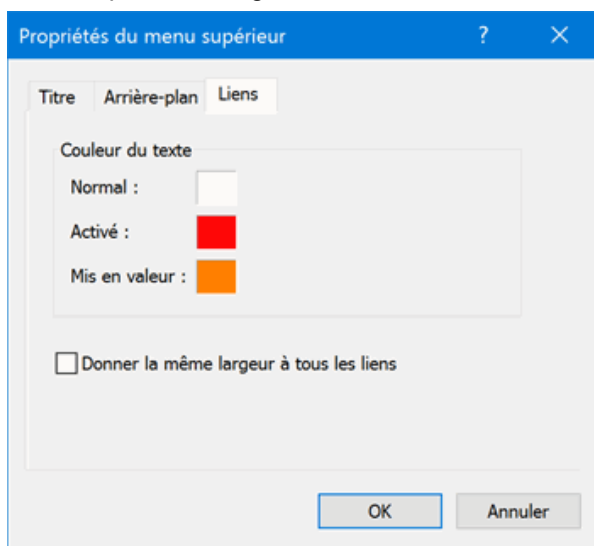 Propriétés du menu supérieur ?
Titre Arrière-plan Liens
Couleur du texte
Normal :
Activé :
Mis en valeur :
Donner la même largeur à tous les liens
OK Annuler